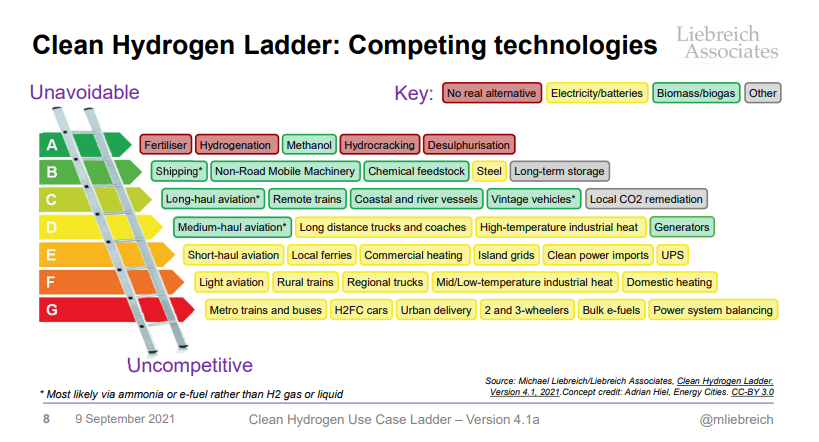 Clean Hydrogen Ladder: Competing technologies
Liebreich
Associates
Unavoidable
Key: No real alternative Electricity/batteries Biomass/biogas Other
A Fertiliser Hydrogenation Methanol Hydrocracking Desulphurisation
B Shipping* Non-Road Mobile Machinery Chemical feedstock Steel Long-term storage
C Long-haul aviation* Remote trains Coastal and river vessels Vintage vehicles* Local CO2 remediation
D Medium-haul aviation* Long distance trucks and coaches High-temperature industrial heat Generators
E Short-haul aviation Local ferries Commercial heating Island grids Clean power imports UPS
F Light aviation Rural trains Regional trucks Mid/Low-temperature industrial heat Domestic heating
G Metro trains and buses H2FC cars Urban delivery 2 and 3-wheelers Bulk e-fuels Power system balancing
Uncompetitive
* Most likely via ammonia or e-fuel rather than H2 gas or liquid
Source: Michael Liebreich/Liebreich Associates, Clean Hydrogen Ladder,
Version 4.1, 2021.Concept credit: Adrian Hiel, Energy Cities. CC-BY 3.0
8 9 September 2021 Clean Hydrogen Use Case Ladder – Version 4.1a @mliebreich